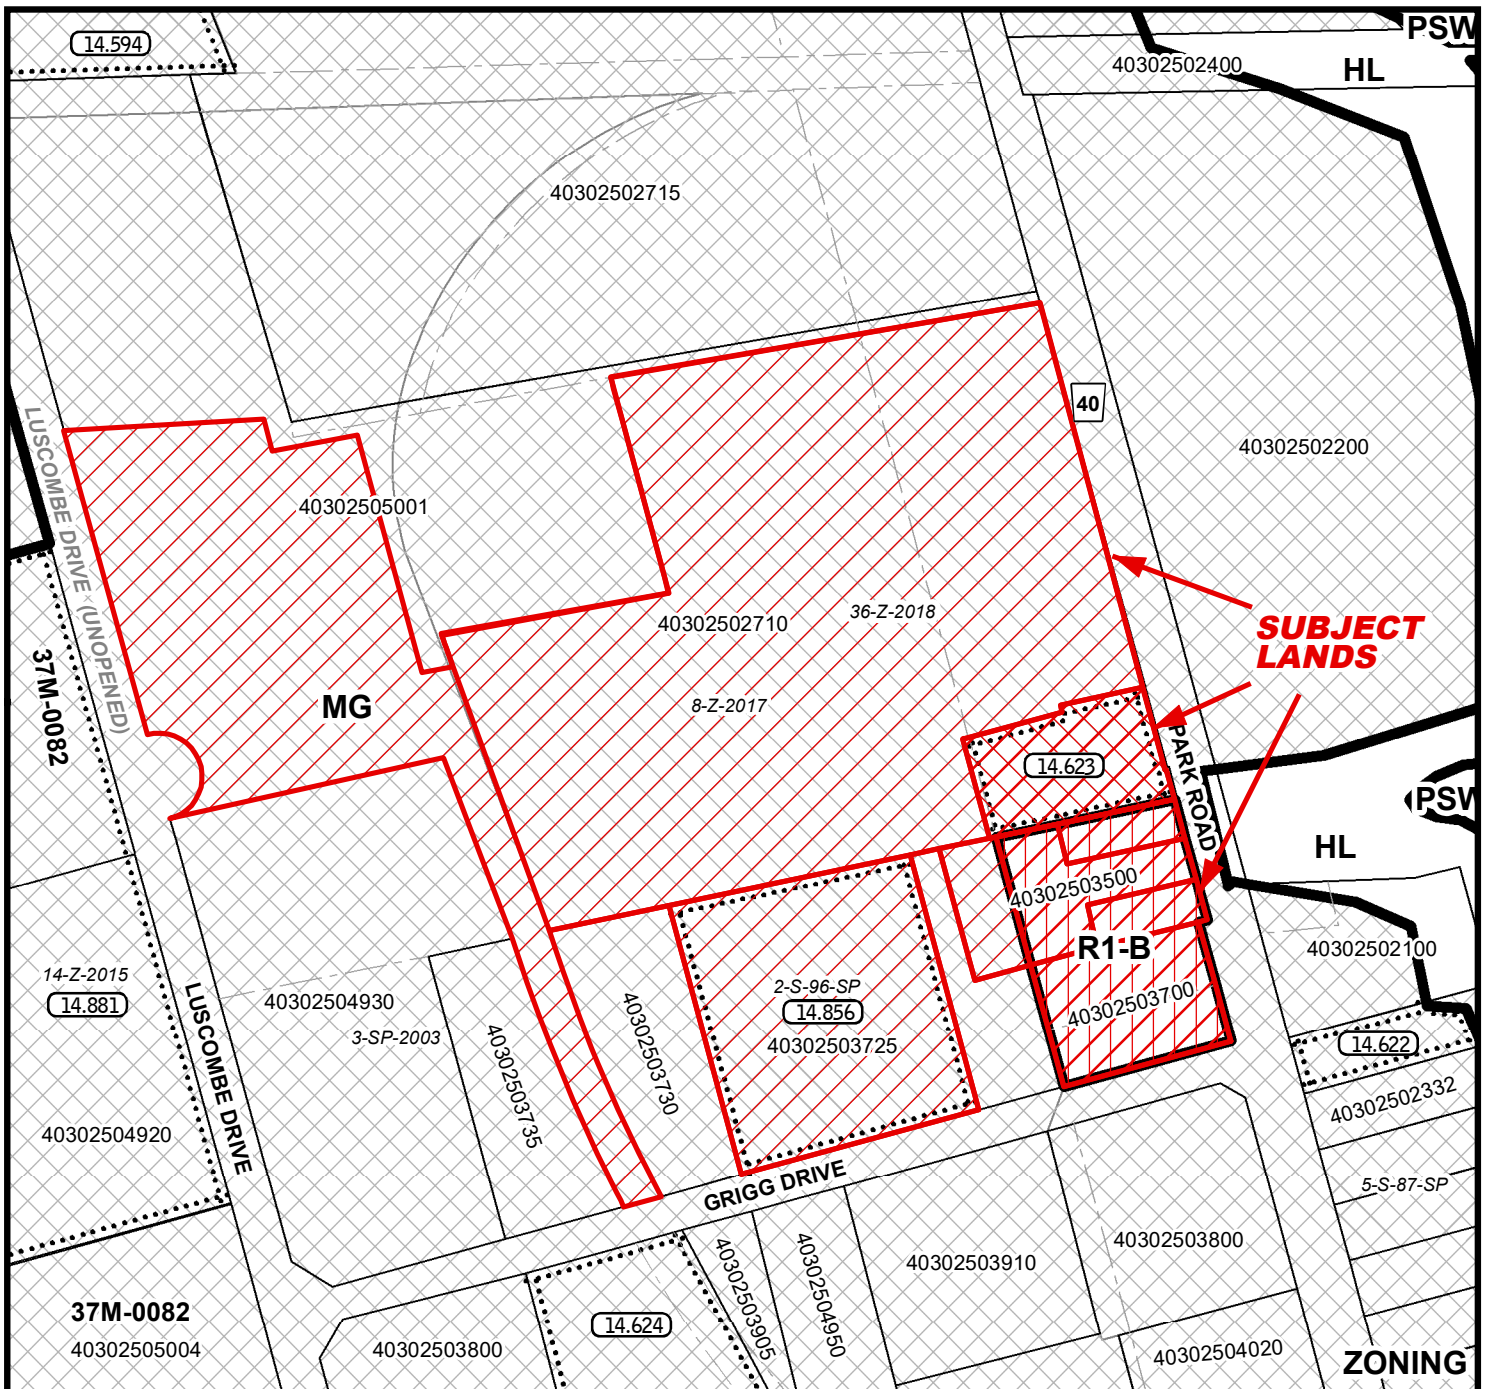 14.594
PSW
40302502400
HL
40302502715
40
40302502200
LUSCOMBE DRIVE (UNOPENED)
40302505001
36-Z-2018
40302502710
SUBJECT
LANDS
37M-0082
MG
8-Z-2017
PARK ROAD
14.623
PSW
HL
40302503500
R1-B
40302502100
14-Z-2015
14.881
LUSCOMBE DRIVE
40302504930
3-SP-2003
40302503735
40302503730
2-S-96-SP
14.856
40302503725
40302503700
14.622
40302502332
40302504920
GRIGG DRIVE
5-S-87-SP
37M-0082
40302505004
40302503800
14.624
40302503905
40302504950
40302503910
40302503800
40302504020
ZONING